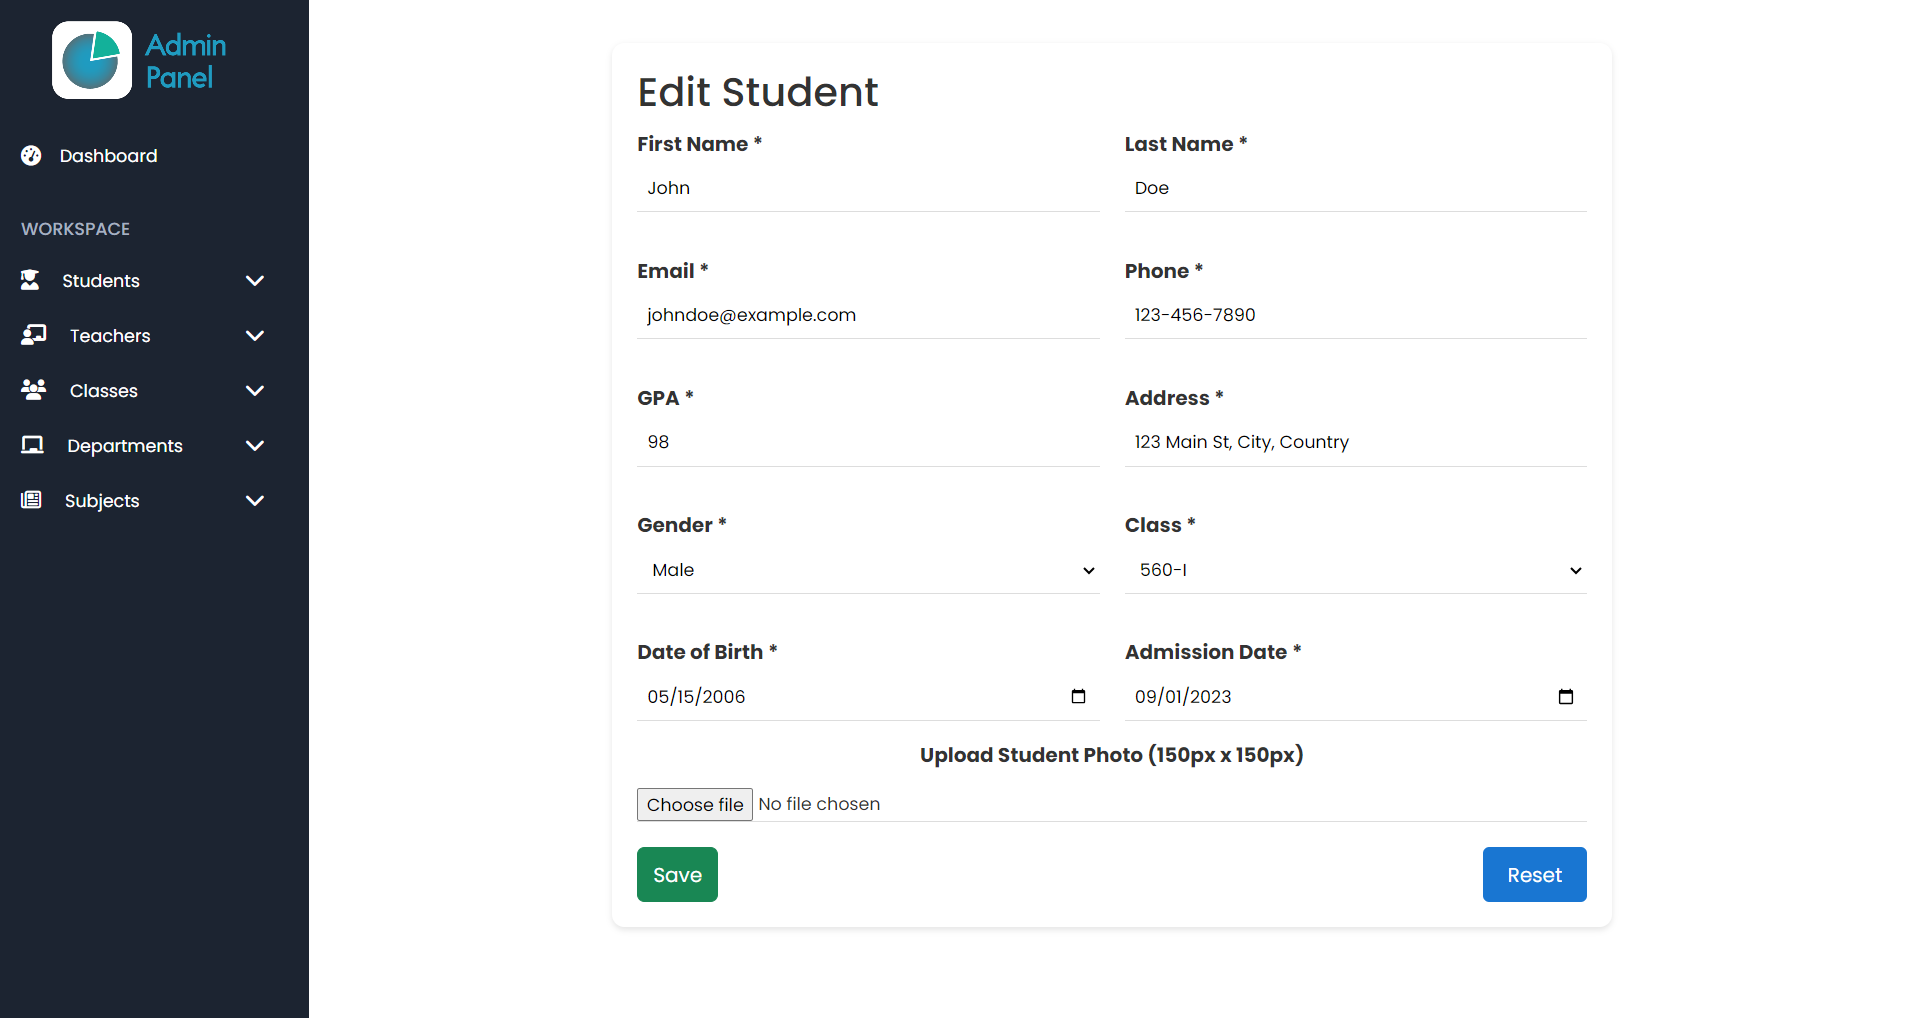 Admin
Panel
Dashboard
WORKSPACE
Students
Teachers
Classes
Departments
Subjects
Edit Student
First Name *
Last Name *
John
Doe
Email *
Phone *
johndoe@example.com
123-456-7890
GPA *
Address *
98
123 Main St, City, Country
Gender *
Class *
Male
560-I
Date of Birth *
Admission Date *
05/15/2006
09/01/2023
Upload Student Photo (150px x 150px)
Choose file No file chosen
Save
Reset